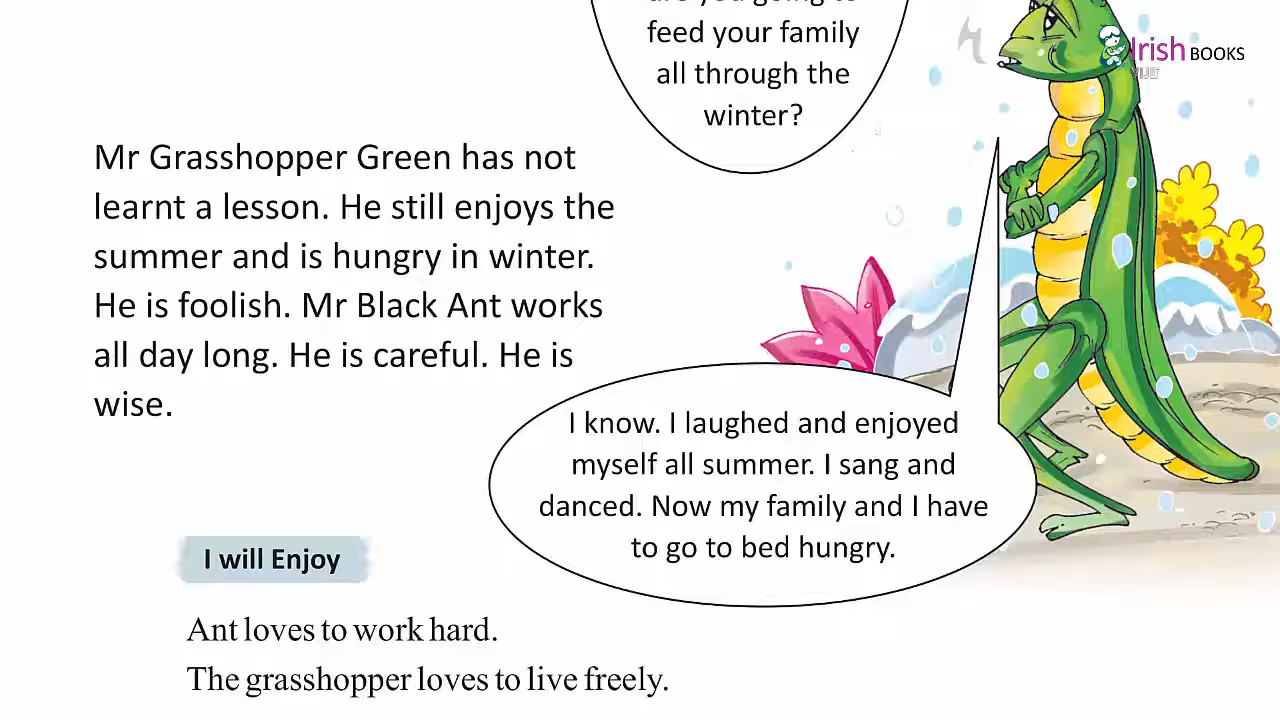 feed your family
all through the
winter?
Irish BOOKS
Mr Grasshopper Green has not
learnt a lesson. He still enjoys the
summer and is hungry in winter.
He is foolish. Mr Black Ant works
all day long. He is careful. He is
wise.
I know. I laughed and enjoyed
myself all summer. I sang and
danced. Now my family and I have
to go to bed hungry.
I will Enjoy
Ant loves to work hard.
The grasshopper loves to live freely.